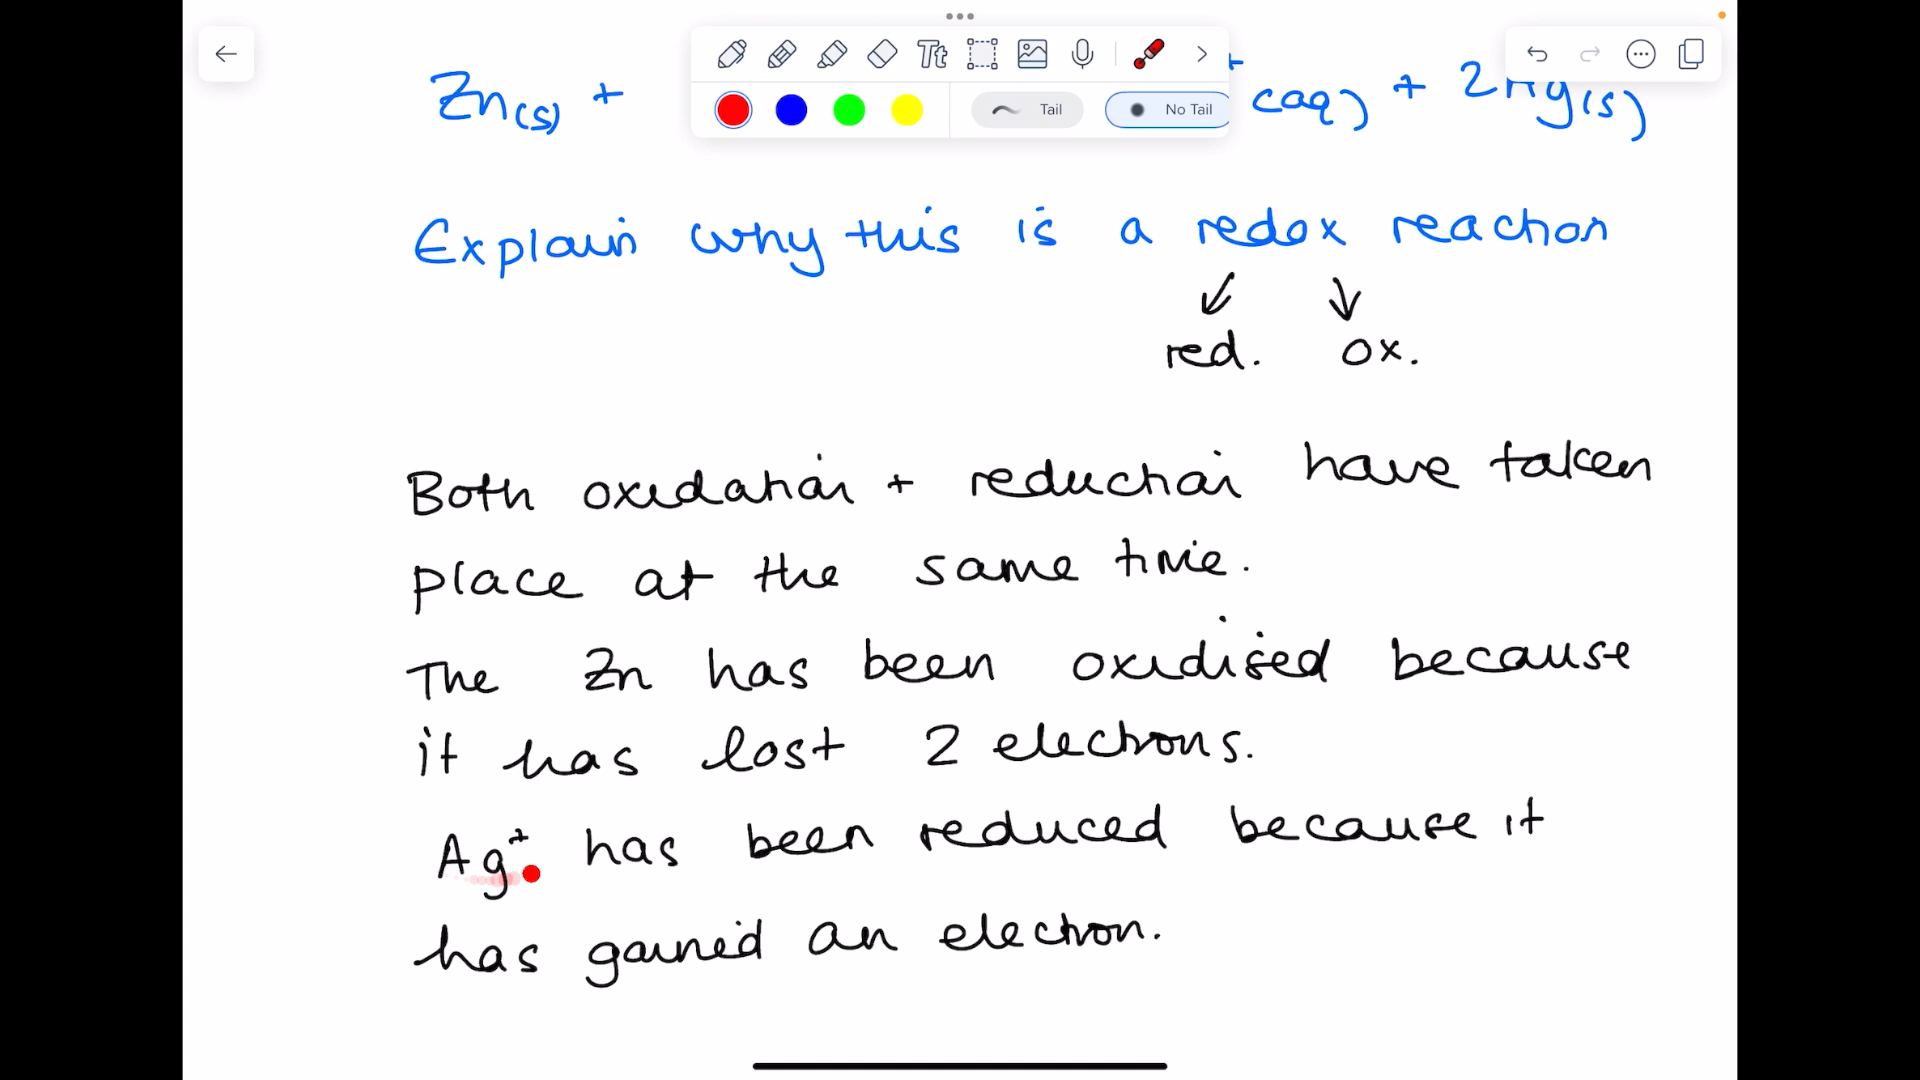 Tt
Tail
No Tail
Zn(s) +
+
(aq) + 2Ag(s)
Explain why this is a redox reaction
red. ox.
Both oxidation + reduction have taken
place at the same time.
The Zn has been oxidised because
it has lost 2 electrons.
Ag⁺ has been reduced because it
has gained an electron.